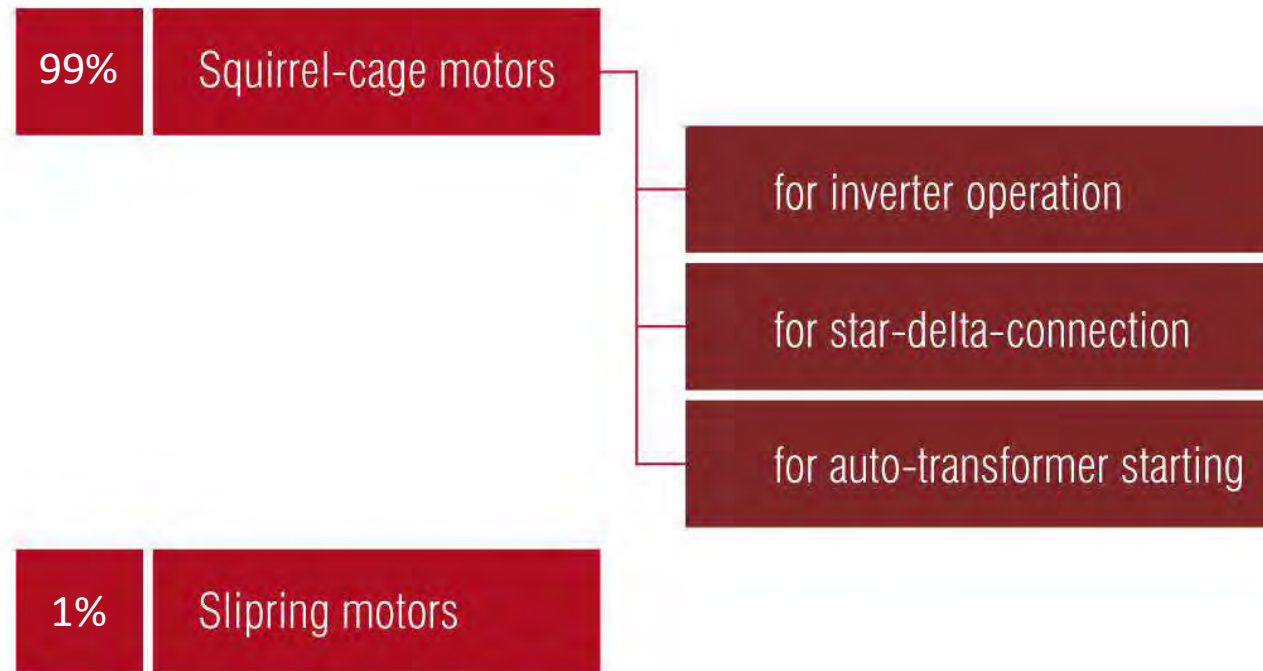 99%
Squirrel-cage motors
for inverter operation
for star-delta-connection
for auto-transformer starting
1%
Slipring motors